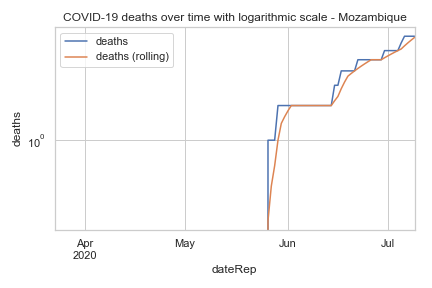 COVID-19 deaths over time with logarithmic scale - Mozambique
deaths
deaths (rolling)
deaths
10^0
Apr
2020
May
Jun
Jul
dateRep